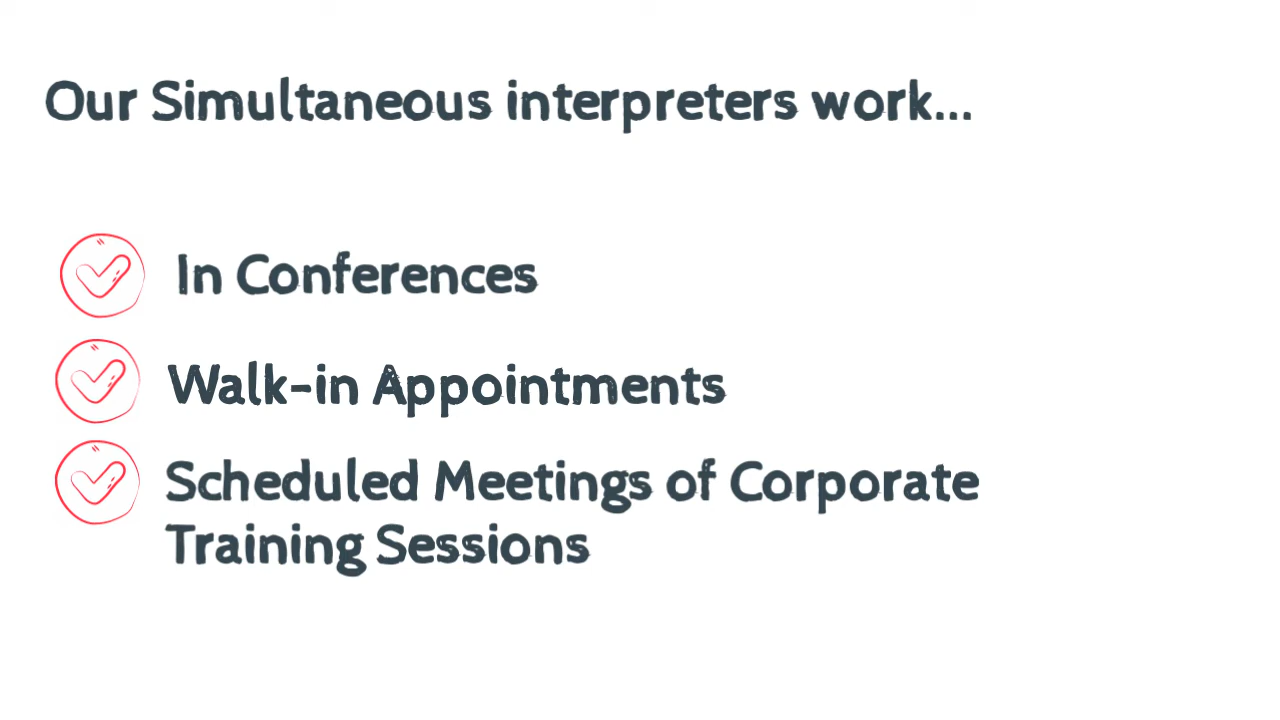 Our Simultaneous interpreters work...
In Conferences
Walk-in Appointments
Scheduled Meetings of Corporate
Training Sessions